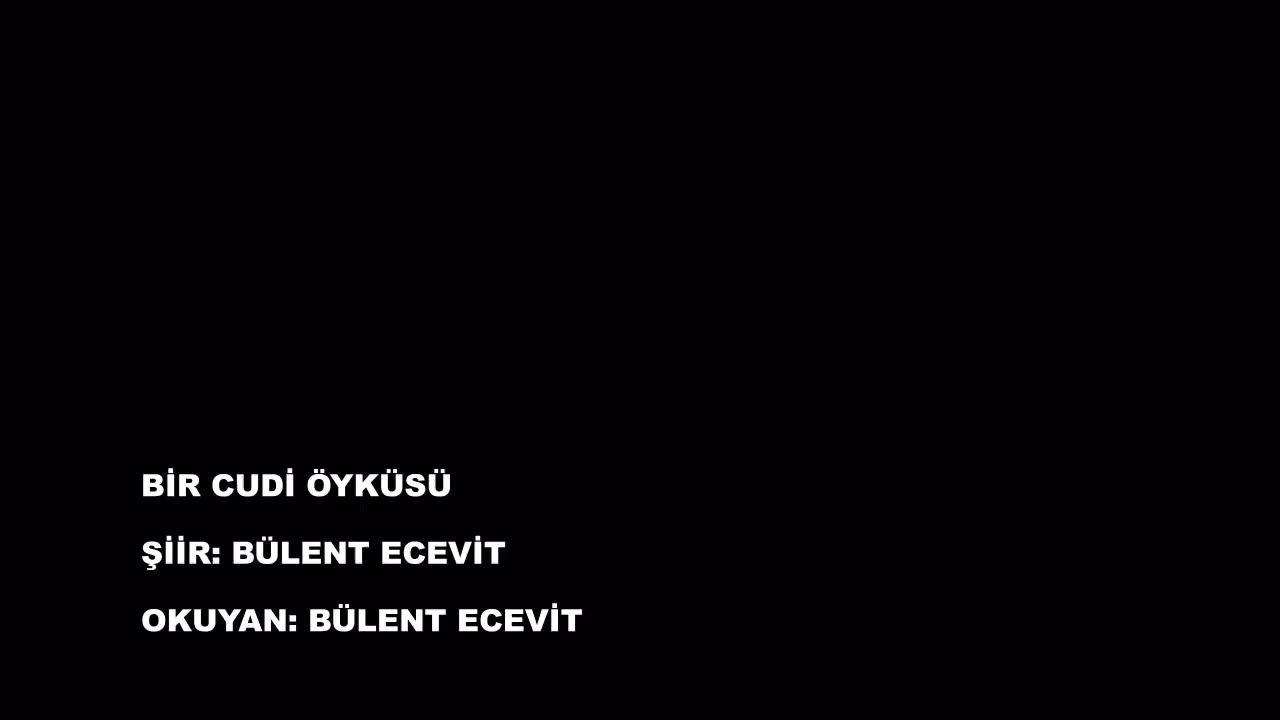 BİR CUDİ ÖYKÜSÜ
ŞİİR: BÜLENT ECEVİT
OKUYAN: BÜLENT ECEVİT